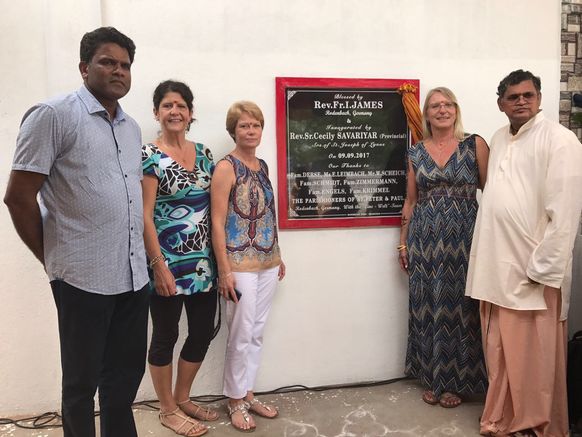 Blessed by
Rev.Fr.I.JAMES
Rodenbach, Germany
&
Inaugurated by
Rev.Sr.Cecily SAVARIYAR (Provincial)
Srs of St.Joseph of Lyons
On 09.09.2017
Our Thanks to
Fam.DERSE, Mr.E.LEIMBACH, Mr.M.SCHEICH,
Fam.SCHMIDT, Fam.ZIMMERMANN,
Fam.ENGELS, Fam.KRIMMEL
THE PARISHIONERS OF ST.PETER & PAUL,
Rodenbach, Germany,